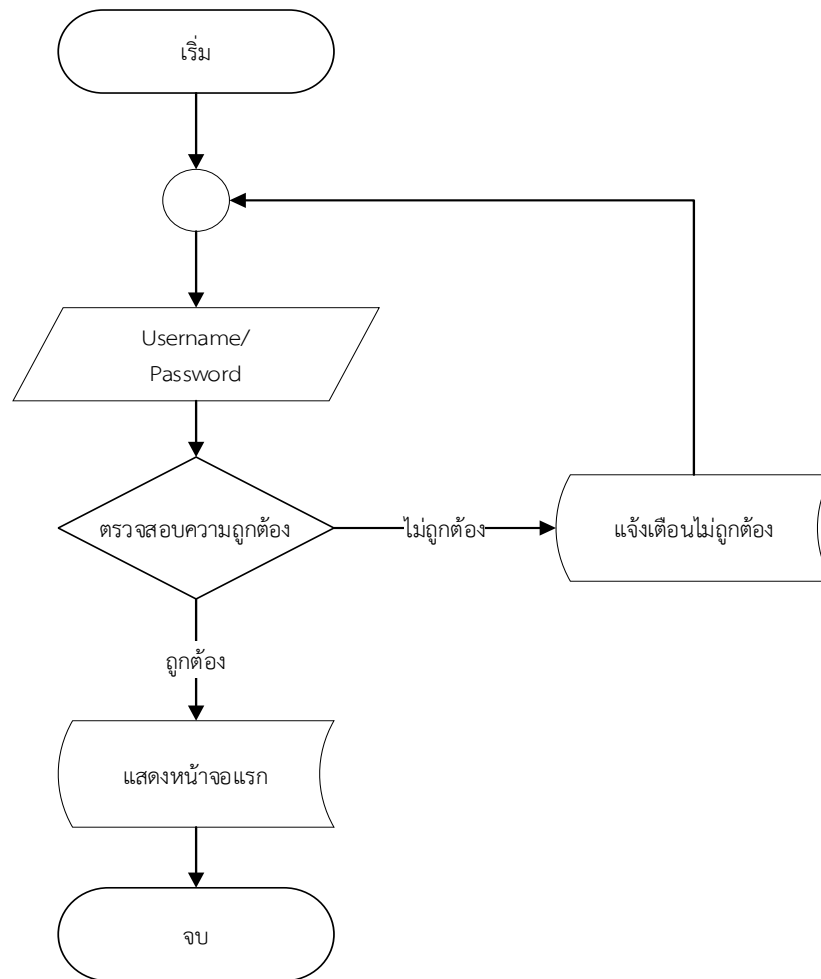 เริ่ม
Username/
Password
ตรวจสอบความถูกต้อง
ไม่ถูกต้อง
แจ้งเตือนไม่ถูกต้อง
ถูกต้อง
แสดงหน้าจอแรก
จบ